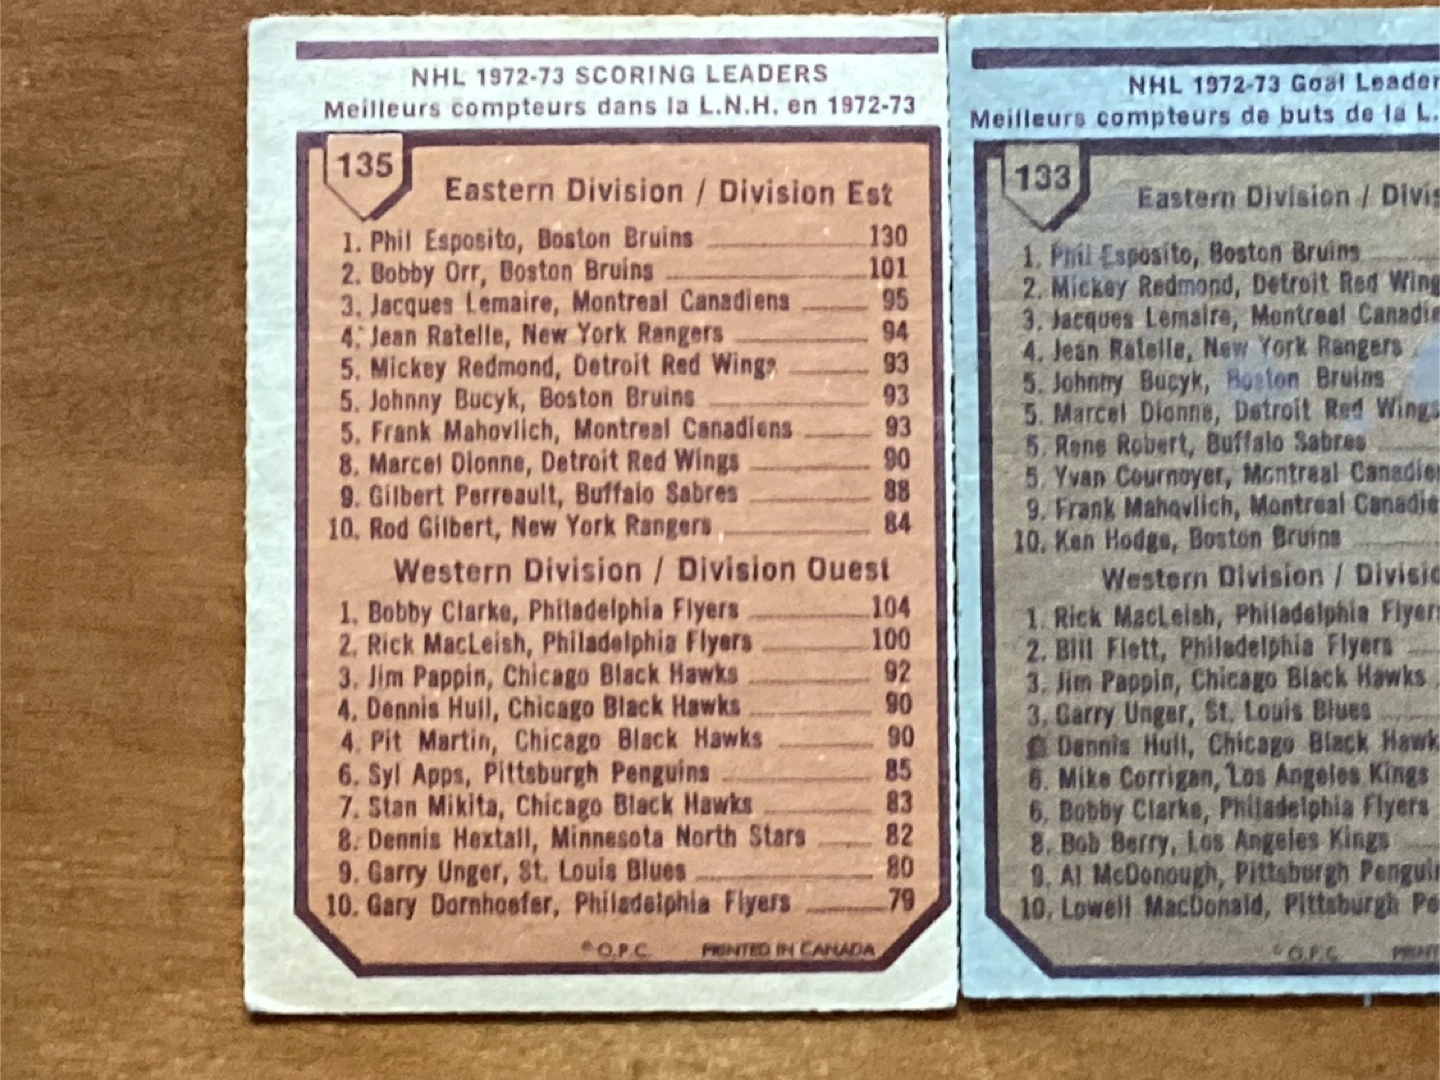 NHL 1972-73 SCORING LEADERS
Meilleurs compteurs dans la L.N.H. en 1972-73
135
Eastern Division / Division Est
1. Phil Esposito, Boston Bruins 130
2. Bobby Orr, Boston Bruins 101
3. Jacques Lemaire, Montreal Canadiens 95
4. Jean Ratelle, New York Rangers 94
5. Mickey Redmond, Detroit Red Wings 93
5. Johnny Bucyk, Boston Bruins 93
5. Frank Mahovlich, Montreal Canadiens 93
8. Marcel Dionne, Detroit Red Wings 90
9. Gilbert Perreault, Buffalo Sabres 88
10. Rod Gilbert, New York Rangers 84
Western Division / Division Ouest
1. Bobby Clarke, Philadelphia Flyers 104
2. Rick MacLeish, Philadelphia Flyers 100
3. Jim Pappin, Chicago Black Hawks 92
4. Dennis Hull, Chicago Black Hawks 90
4. Pit Martin, Chicago Black Hawks 90
6. Syl Apps, Pittsburgh Penguins 85
7. Stan Mikita, Chicago Black Hawks 83
8. Dennis Hextall, Minnesota North Stars 82
9. Garry Unger, St. Louis Blues 80
10. Gary Dornhoefer, Philadelphia Flyers 79
© O.P.C. PRINTED IN CANADA
NHL 1972-73 Goal Leader
Meilleurs compteurs de buts de la L.
133
Eastern Division / Divis
1. Phil Esposito, Boston Bruins
2. Mickey Redmond, Detroit Red Wing
3. Jacques Lemaire, Montreal Canadie
4. Jean Ratelle, New York Rangers
5. Johnny Bucyk, Boston Bruins
5. Marcel Dionne, Detroit Red Wings
5. Rene Robert, Buffalo Sabres
5. Yvan Cournoyer, Montreal Canadien
9. Frank Mahovlich, Montreal Canadie
10. Ken Hodge, Boston Bruins
Western Division / Divisio
1. Rick MacLeish, Philadelphia Flyers
2. Bill Flett, Philadelphia Flyers
3. Jim Pappin, Chicago Black Hawks
3. Garry Unger, St. Louis Blues
Dennis Hull, Chicago Black Hawk
6. Mike Corrigan, Los Angeles Kings
6. Bobby Clarke, Philadelphia Flyers
8. Bob Berry, Los Angeles Kings
9. Al McDonough, Pittsburgh Penguin
10. Lowell MacDonald, Pittsburgh Pe
© O.P.C. PRINT